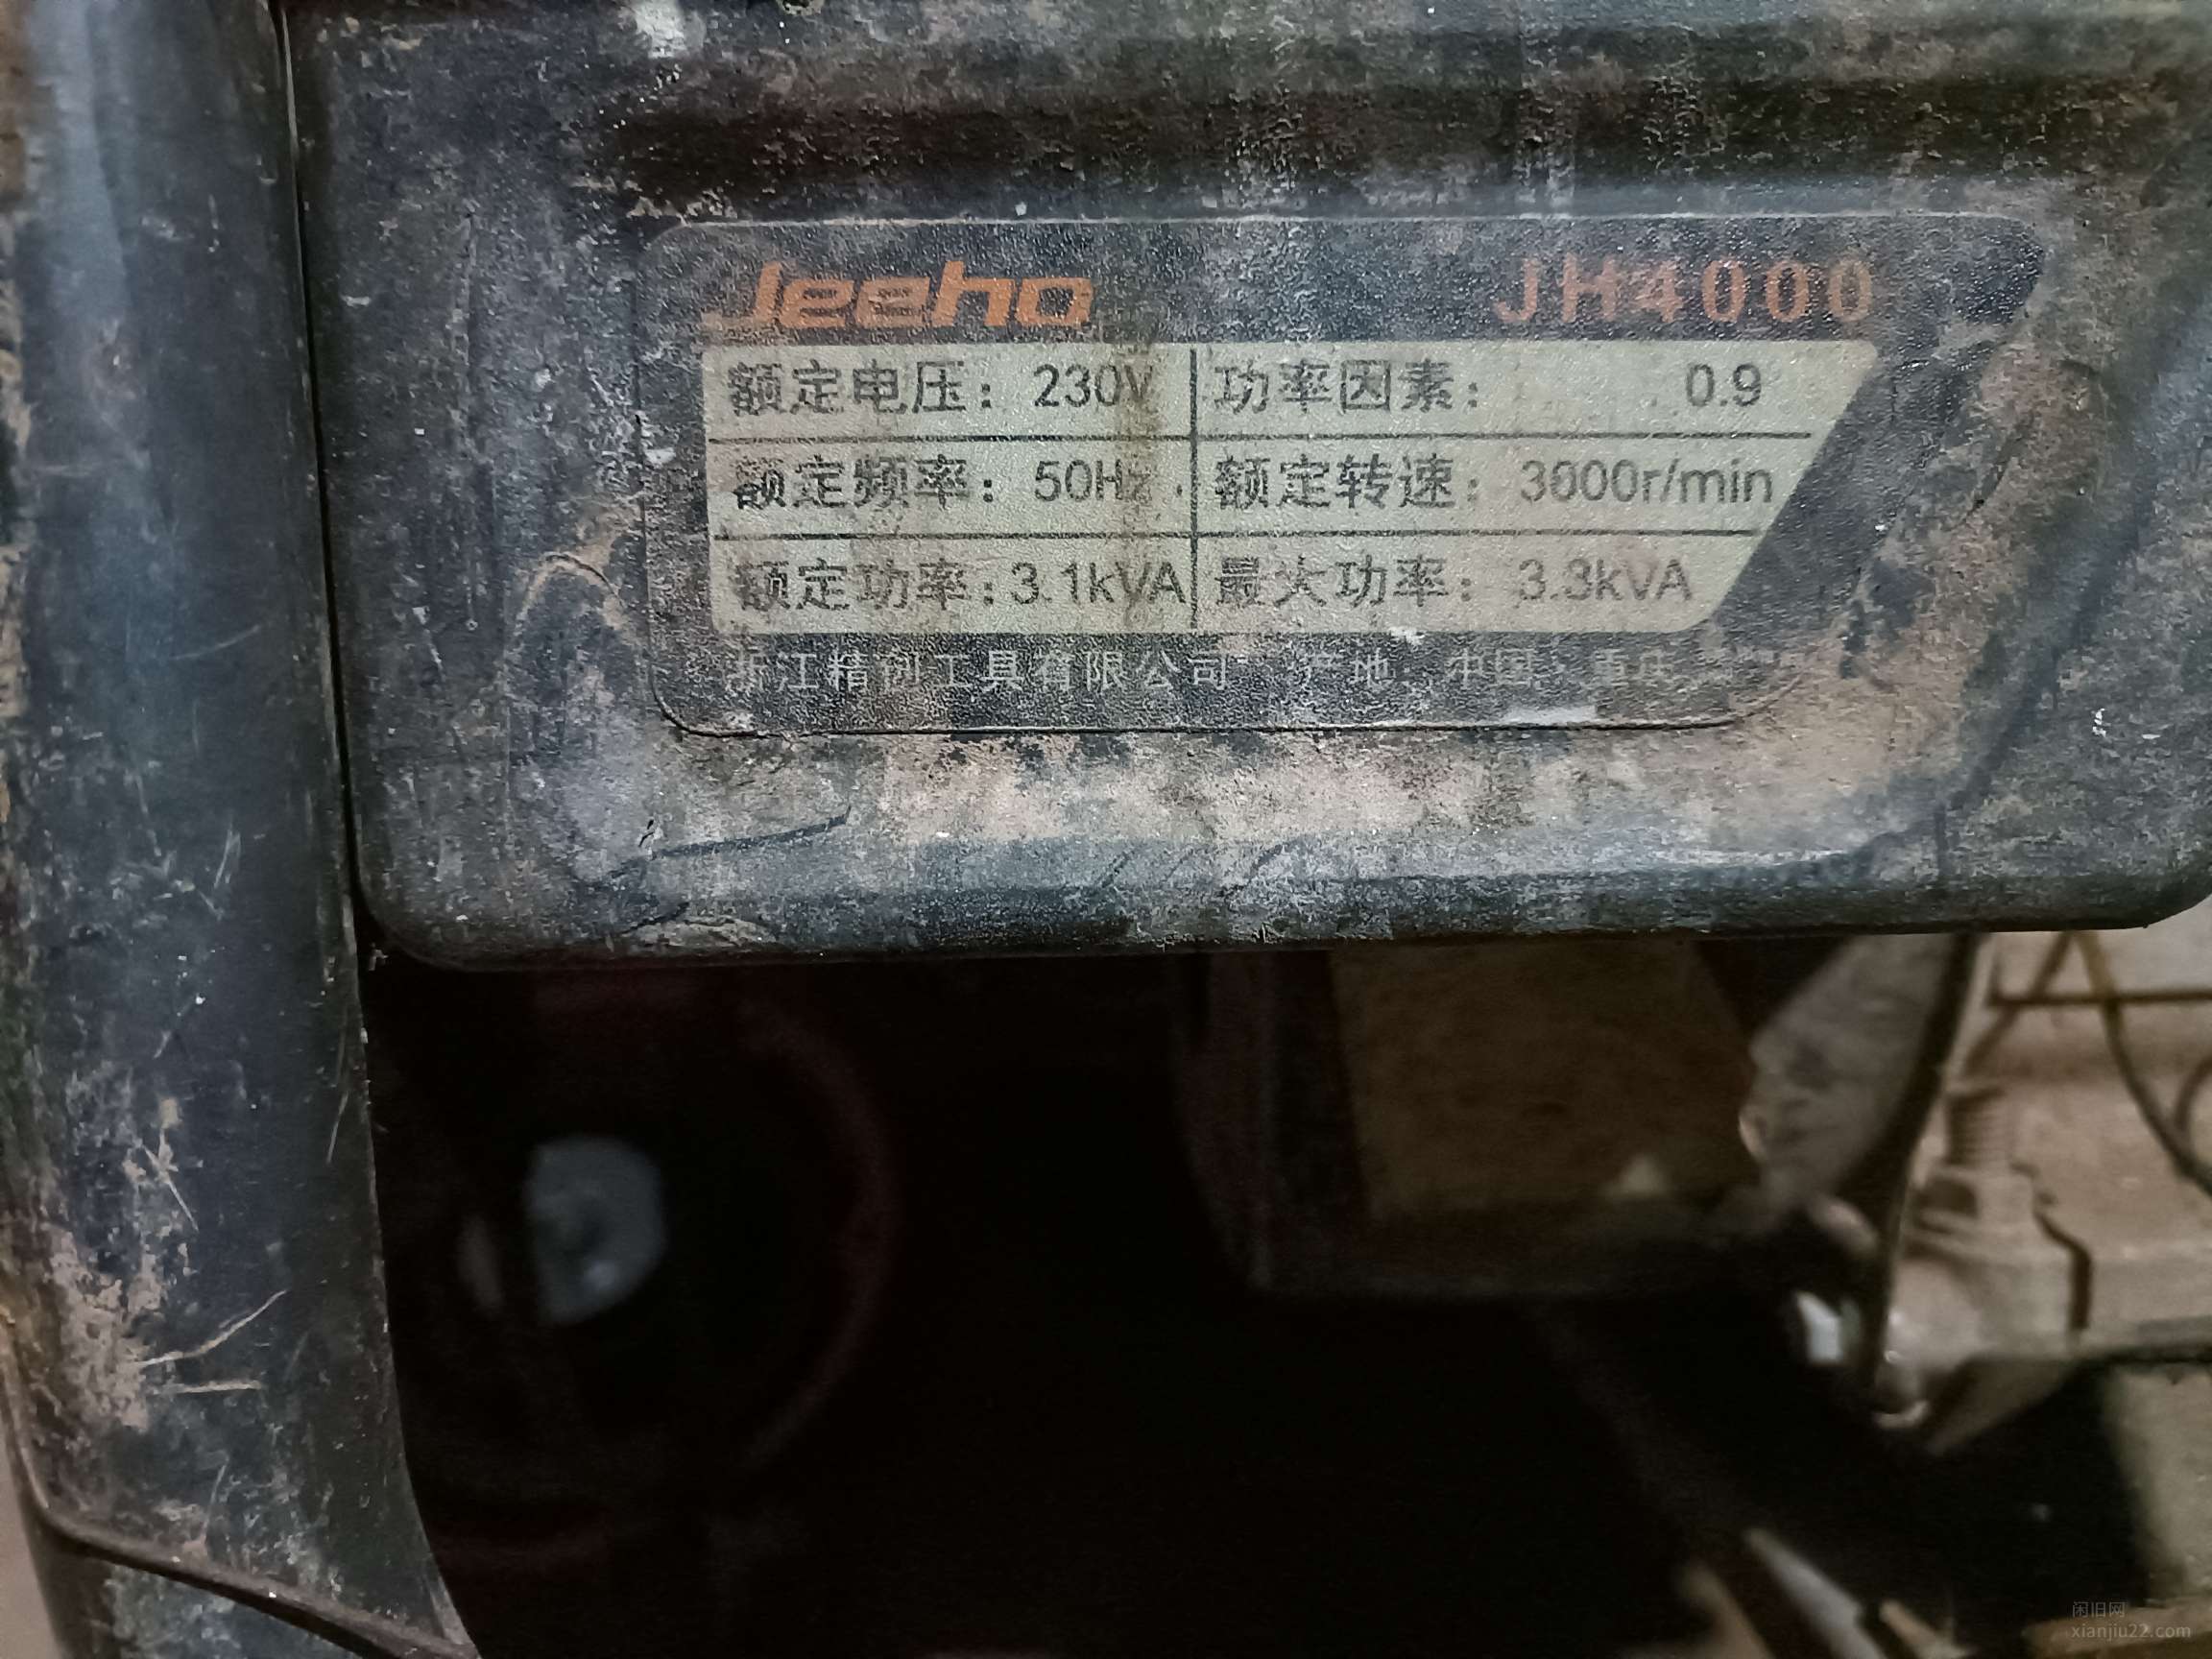 Jeeho JH4000
额定电压：230V 功率因素： 0.9
额定频率：50Hz 额定转速：3000r/min
额定功率：3.1kVA 最大功率：3.3kVA
浙江精创工具有限公司 产地 中国·重庆
闲旧网
xianjiu22.com